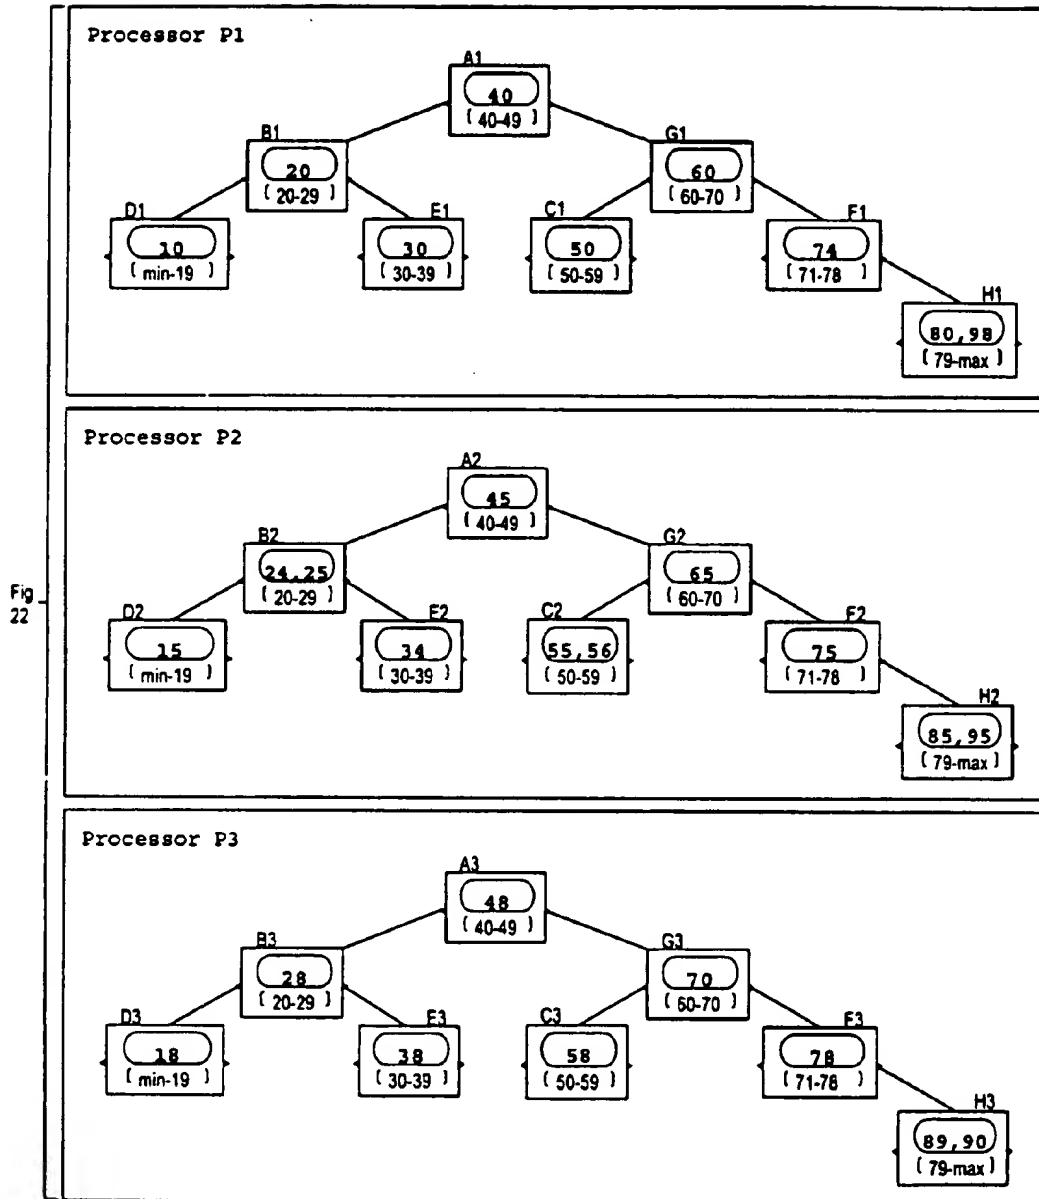 Processor P1
A1
40
( 40-49 )
B1
20
( 20-29 )
G1
60
( 60-70 )
D1
10
( min-19 )
E1
30
( 30-39 )
C1
50
( 50-59 )
F1
74
( 71-78 )
H1
80,98
( 79-max )
Processor P2
A2
45
( 40-49 )
B2
24,25
( 20-29 )
G2
65
( 60-70 )
Fig
22
D2
15
( min-19 )
E2
34
( 30-39 )
C2
55,56
( 50-59 )
F2
75
( 71-78 )
H2
85,95
( 79-max )
Processor P3
A3
48
( 40-49 )
B3
28
( 20-29 )
G3
70
( 60-70 )
D3
18
( min-19 )
E3
38
( 30-39 )
C3
58
( 50-59 )
F3
78
( 71-78 )
H3
89,90
( 79-max )